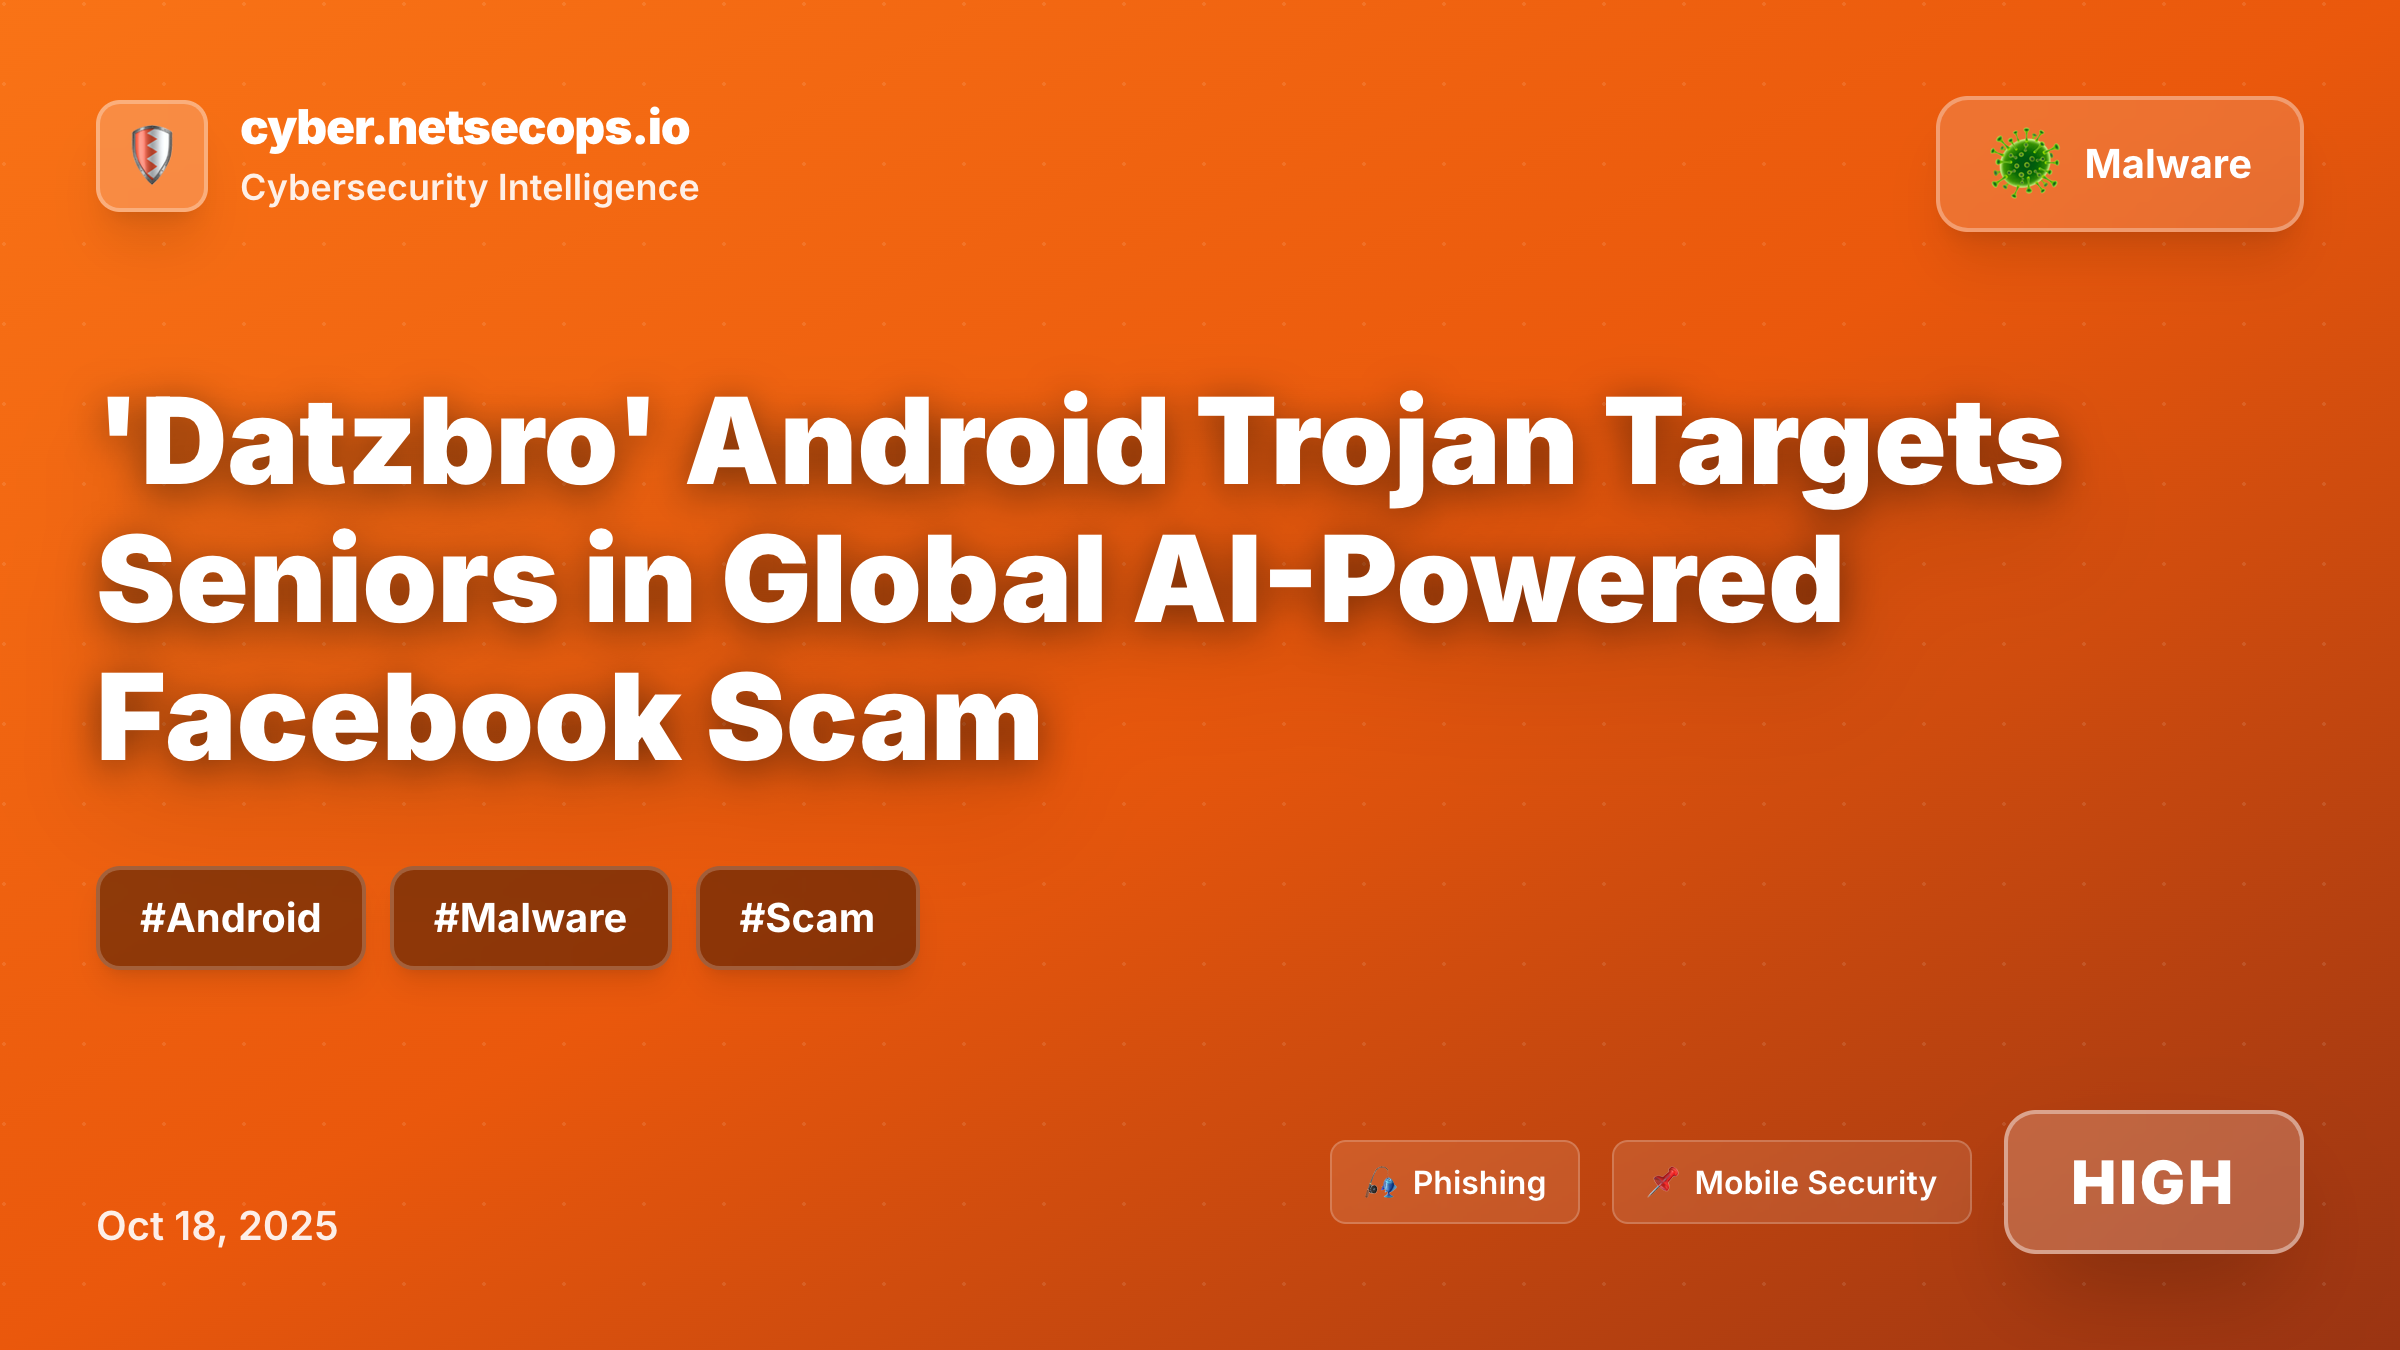 cyber.netsecops.io
Cybersecurity Intelligence
Malware
'Datzbro' Android Trojan Targets
Seniors in Global AI-Powered
Facebook Scam
#Android
#Malware
#Scam
Oct 18, 2025
Phishing
Mobile Security
HIGH